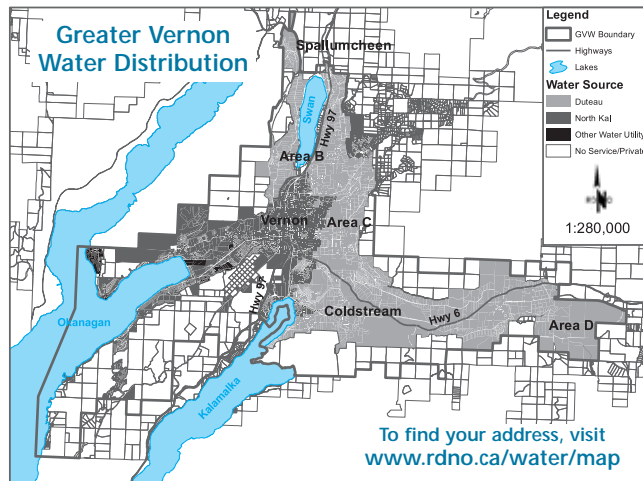 Greater Vernon
Water Distribution
Spallumcheen
Swan
Hwy 97
Area B
Vernon
Area C
Hwy 97
Okanagan
Coldstream
Hwy 6
Area D
Kalamalka
Legend
GVW Boundary
Highways
Lakes
Water Source
Duteau
North Kal
Other Water Utility
No Service/Private
1:280,000
To find your address, visit
www.rdno.ca/water/map